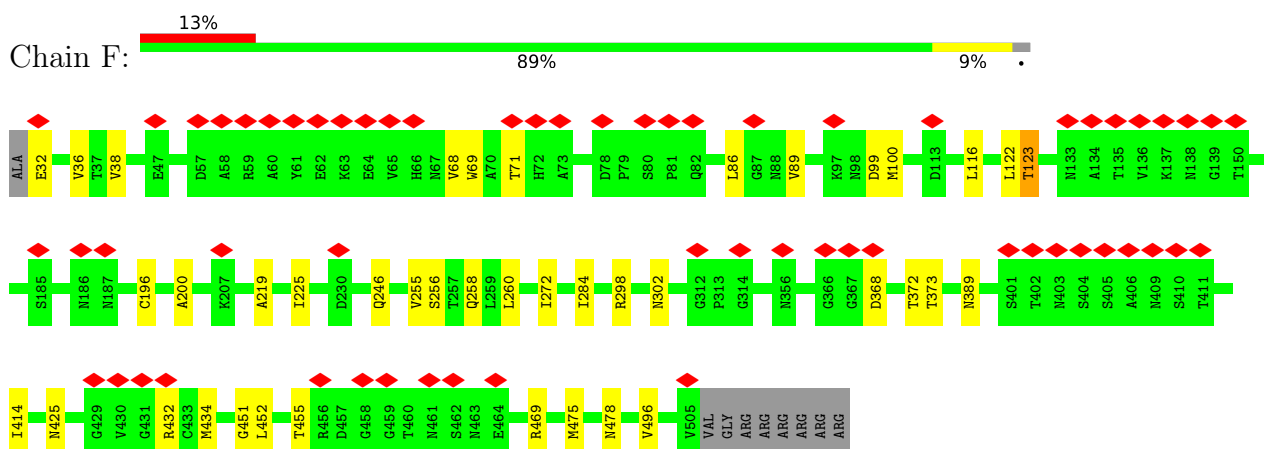 13%
Chain F:
89% 9% •
ALA E32 V36 T37 V38 E47 D57 A58 R59 A60 Y61 E62 K63 E64 V65 H66 N67 V68 W69 A70 T71 H72 A73 D78 P79 S80 P81 Q82 L86 G87 N88 V89 K97 N98 D99 M100 D113 L116 L122 T123 N133 A134 T135 V136 K137 N138 G139 T150
S185 N186 N187 C196 A200 K207 A219 I225 D230 Q246 V255 S256 T257 Q258 L259 L260 I272 I284 R298 N302 G312 P313 G314 N356 G366 G367 D368 T372 T373 N389 S401 T402 N403 S404 S405 A406 N409 S410 T411
I414 N425 G429 V430 G431 R432 C433 M434 G451 L452 T455 R456 D457 G458 G459 T460 N461 S462 N463 E464 R469 M475 N478 V496 V505 VAL GLY ARG ARG ARG ARG ARG ARG